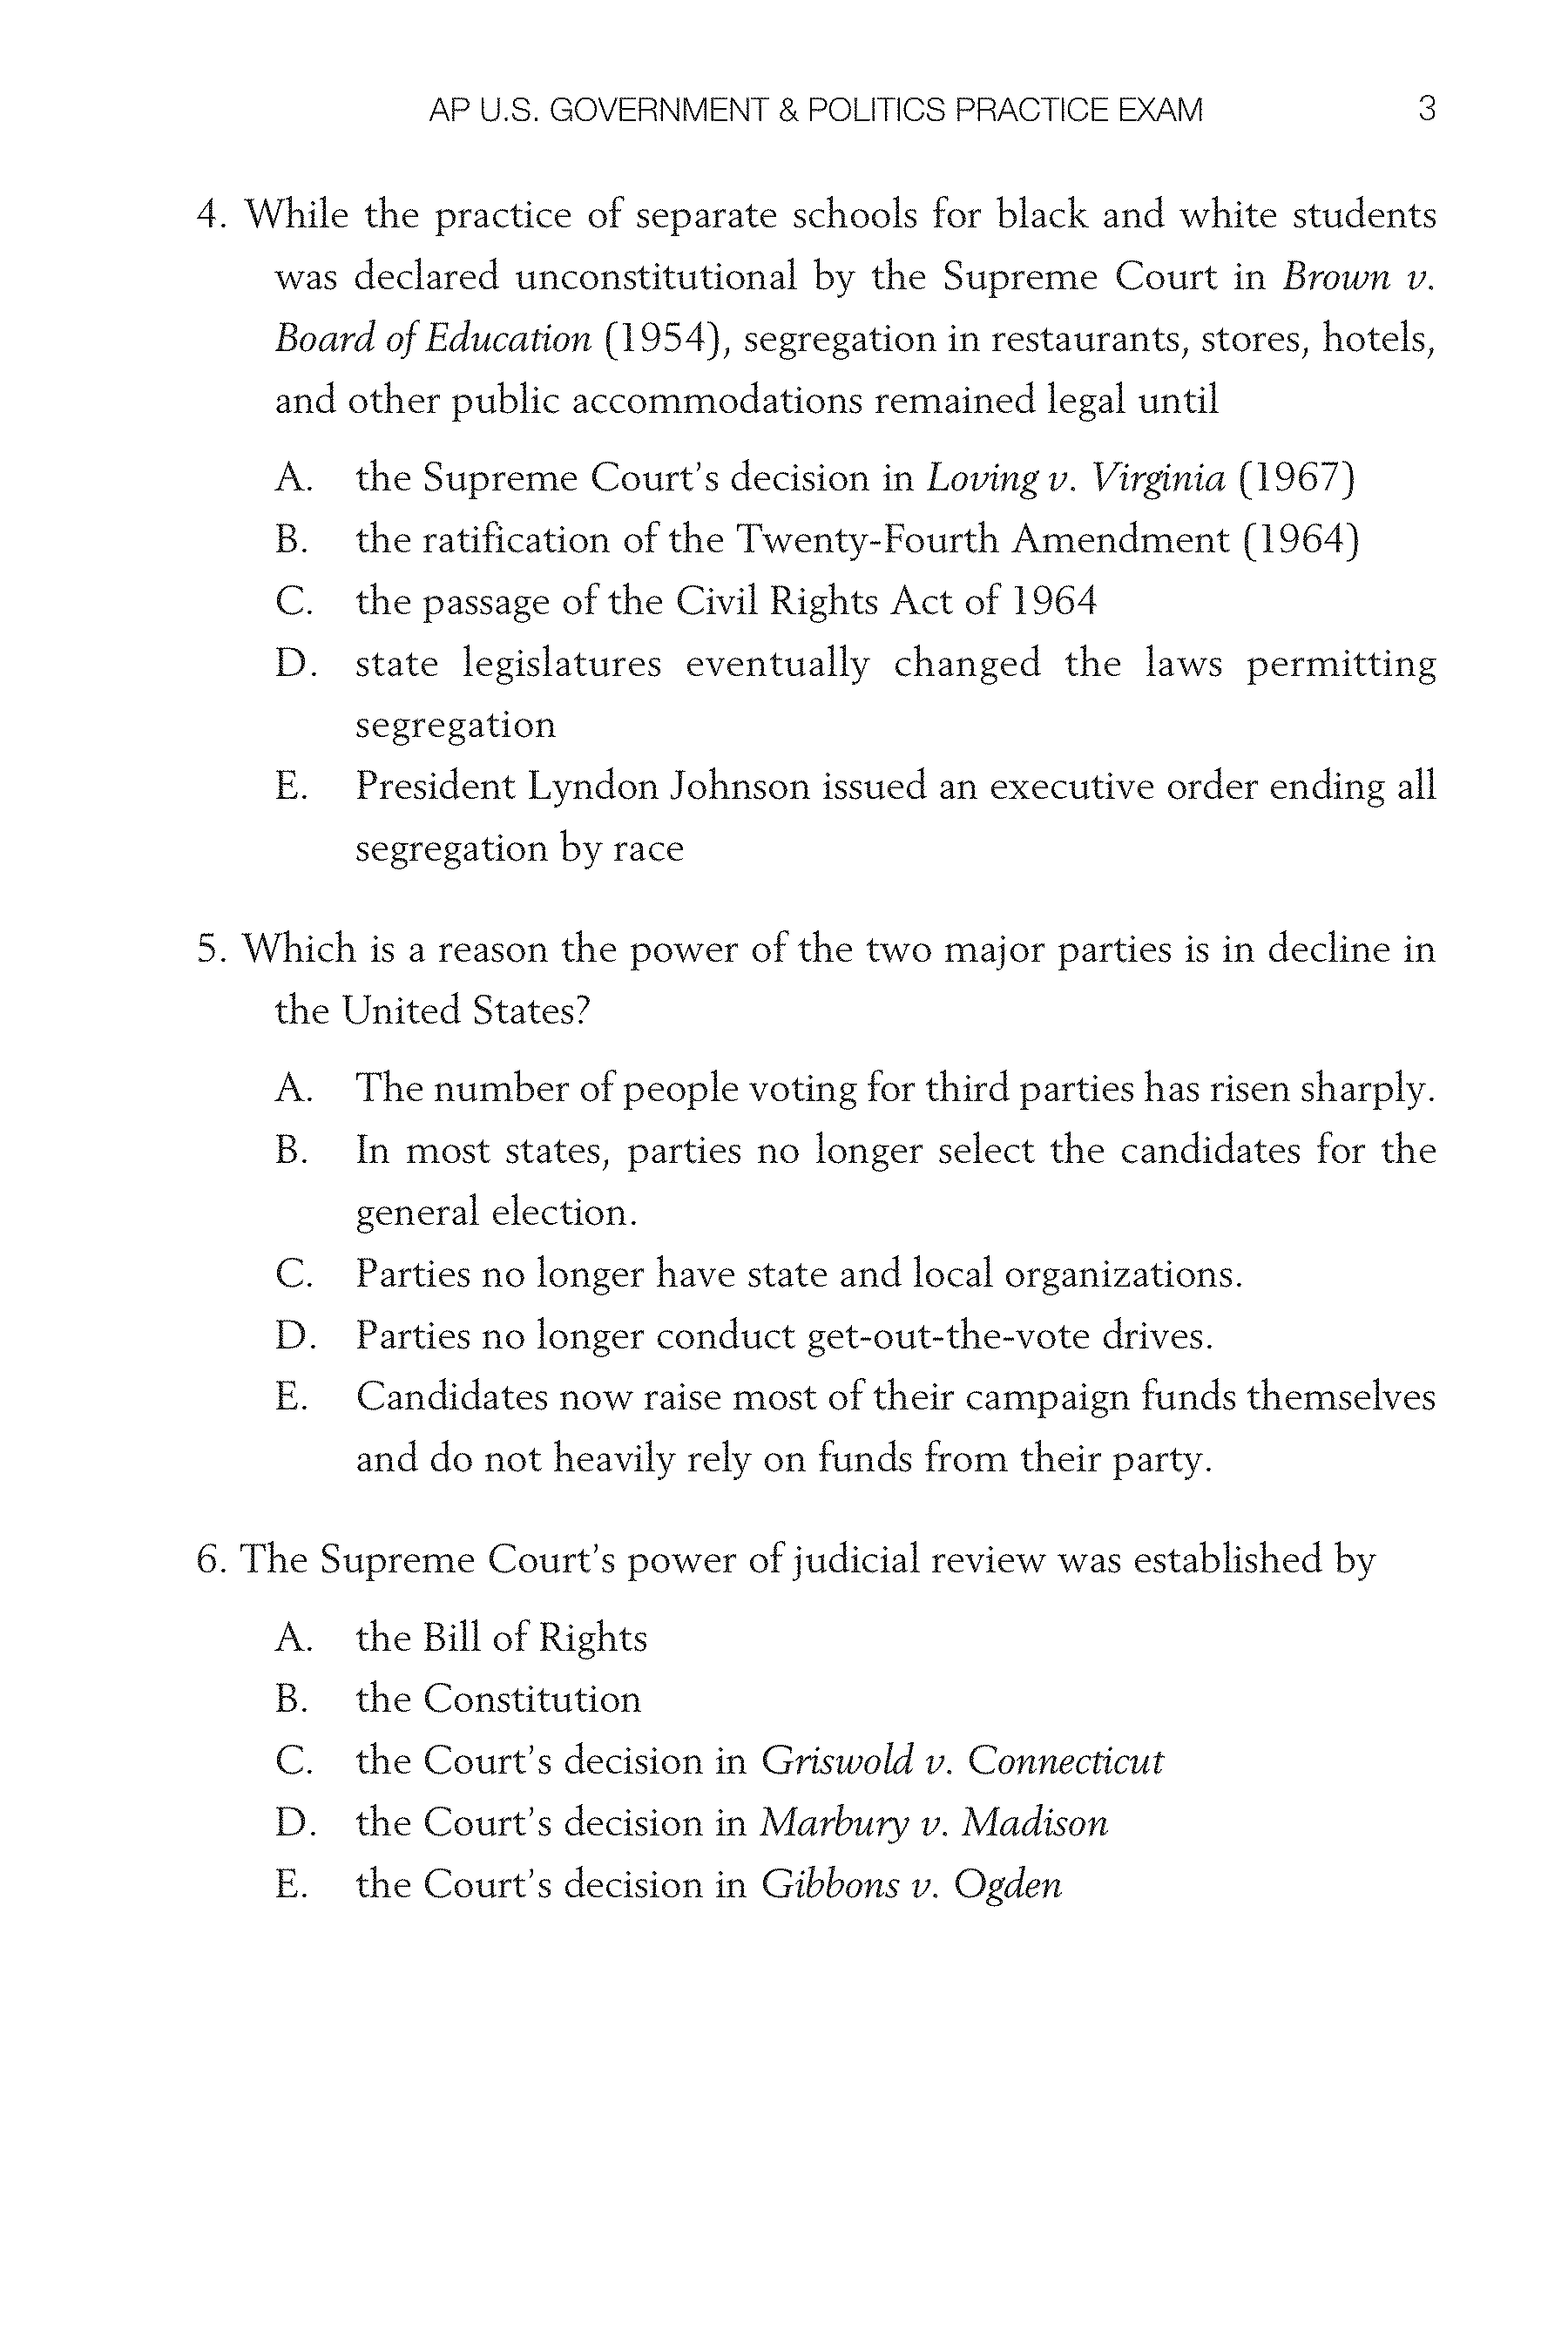 AP U.S. GOVERNMENT & POLITICS PRACTICE EXAM 3
4. While the practice of separate schools for black and white students
was declared unconstitutional by the Supreme Court in Brown v.
Board of Education (1954), segregation in restaurants, stores, hotels,
and other public accommodations remained legal until
A. the Supreme Court's decision in Loving v. Virginia (1967)
B. the ratification of the Twenty-Fourth Amendment (1964)
C. the passage of the Civil Rights Act of 1964
D. state legislatures eventually changed the laws permitting
segregation
E. President Lyndon Johnson issued an executive order ending all
segregation by race
5. Which is a reason the power of the two major parties is in decline in
the United States?
A. The number of people voting for third parties has risen sharply.
B. In most states, parties no longer select the candidates for the
general election.
C. Parties no longer have state and local organizations.
D. Parties no longer conduct get-out-the-vote drives.
E. Candidates now raise most of their campaign funds themselves
and do not heavily rely on funds from their party.
6. The Supreme Court's power of judicial review was established by
A. the Bill of Rights
B. the Constitution
C. the Court's decision in Griswold v. Connecticut
D. the Court's decision in Marbury v. Madison
E. the Court's decision in Gibbons v. Ogden